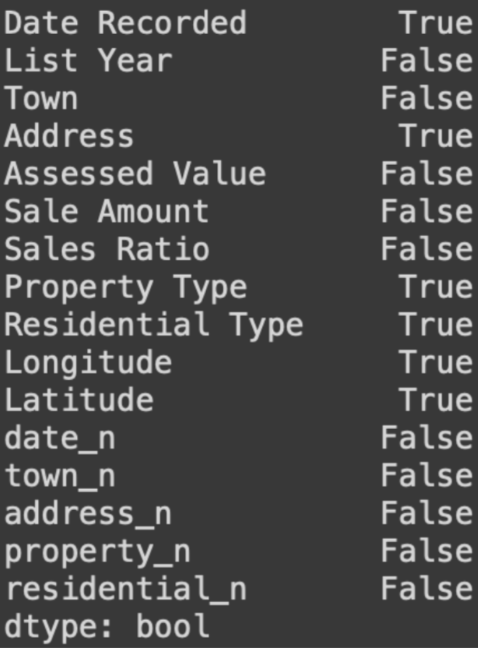 Date Recorded True
List Year False
Town False
Address True
Assessed Value False
Sale Amount False
Sales Ratio False
Property Type True
Residential Type True
Longitude True
Latitude True
date_n False
town_n False
address_n False
property_n False
residential_n False
dtype: bool